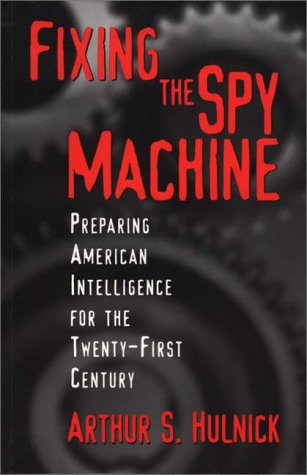 FIXING
THE SPY
MACHINE
PREPARING
AMERICAN
INTELLIGENCE
FOR THE
TWENTY-FIRST
CENTURY
ARTHUR S. HULNICK